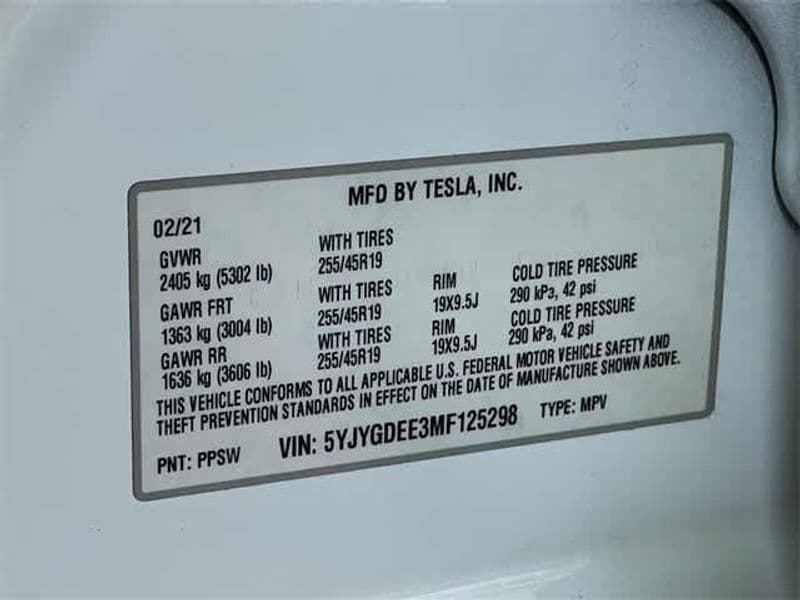 MFD BY TESLA, INC.
02/21
GVWR WITH TIRES
2405 kg (5302 lb) 255/45R19
GAWR FRT WITH TIRES RIM COLD TIRE PRESSURE
1363 kg (3004 lb) 255/45R19 19X9.5J 290 kPa, 42 psi
GAWR RR WITH TIRES RIM COLD TIRE PRESSURE
1636 kg (3606 lb) 255/45R19 19X9.5J 290 kPa, 42 psi
THIS VEHICLE CONFORMS TO ALL APPLICABLE U.S. FEDERAL MOTOR VEHICLE SAFETY AND
THEFT PREVENTION STANDARDS IN EFFECT ON THE DATE OF MANUFACTURE SHOWN ABOVE.
PNT: PPSW VIN: 5YJYGDEE3MF125298 TYPE: MPV